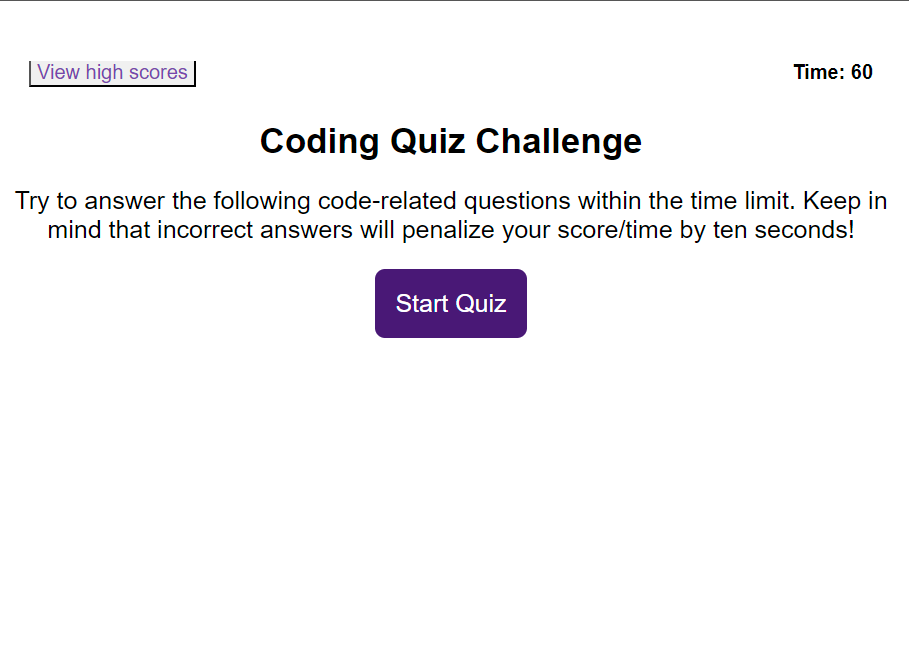 View high scores
Time: 60
Coding Quiz Challenge
Try to answer the following code-related questions within the time limit. Keep in
mind that incorrect answers will penalize your score/time by ten seconds!
Start Quiz